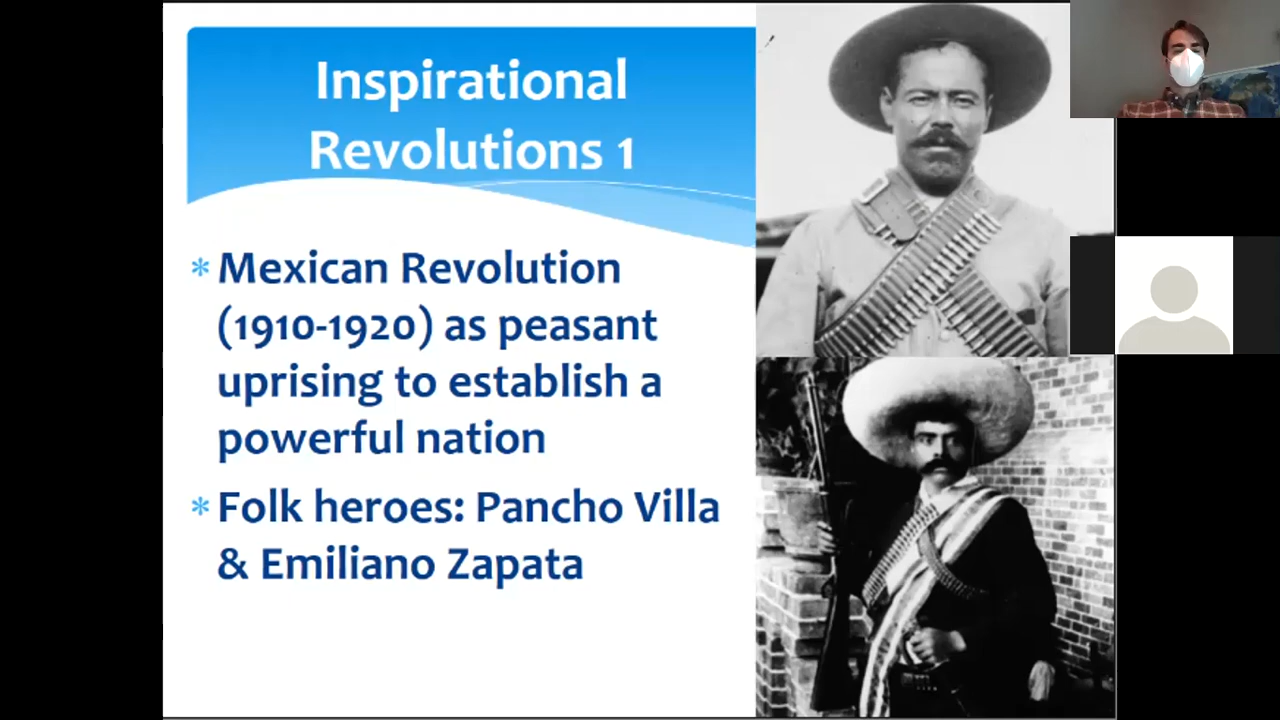 Inspirational
Revolutions 1
* Mexican Revolution
(1910-1920) as peasant
uprising to establish a
powerful nation
* Folk heroes: Pancho Villa
& Emiliano Zapata